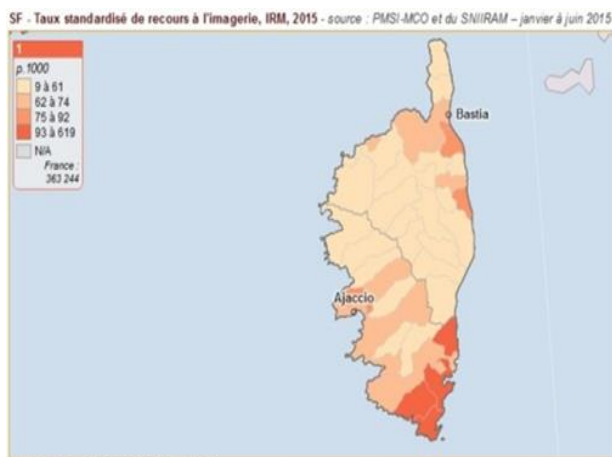 SF - Taux standardisé de recours à l'imagerie, IRM, 2015 - source : PMSI-MCO et du SNIIRAM – janvier à juin 2015
1
p.1000
9 à 61
62 à 74
75 à 92
93 à 619
N/A
France :
363 244
Bastia
Ajaccio